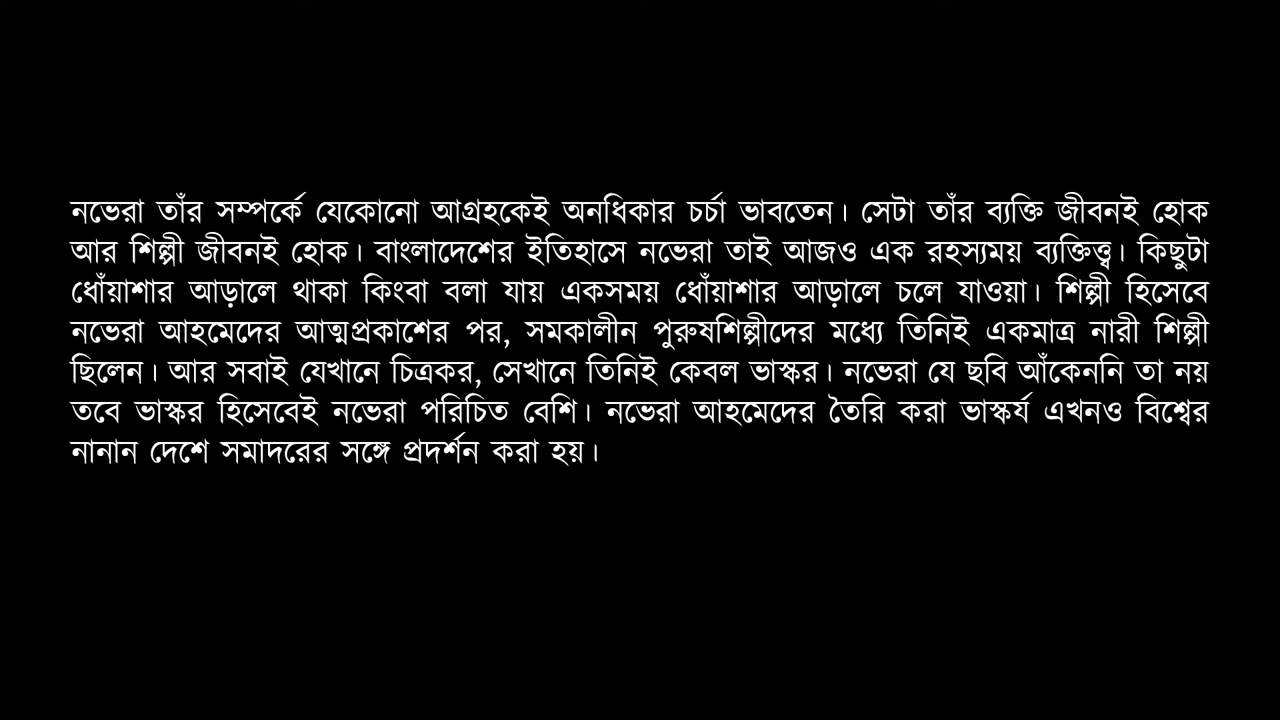 নভেরা তাঁর সম্পর্কে যেকোনো আগ্রহকেই অনধিকার চর্চা ভাবতেন। সেটা তাঁর ব্যক্তি জীবনই হোক
আর শিল্পী জীবনই হোক। বাংলাদেশের ইতিহাসে নভেরা তাই আজও এক রহস্যময় ব্যক্তিত্ত্ব। কিছুটা
ধোঁয়াশার আড়ালে থাকা কিংবা বলা যায় একসময় ধোঁয়াশার আড়ালে চলে যাওয়া। শিল্পী হিসেবে
নভেরা আহমেদের আত্মপ্রকাশের পর, সমকালীন পুরুষশিল্পীদের মধ্যে তিনিই একমাত্র নারী শিল্পী
ছিলেন। আর সবাই যেখানে চিত্রকর, সেখানে তিনিই কেবল ভাস্কর। নভেরা যে ছবি আঁকেননি তা নয়
তবে ভাস্কর হিসেবেই নভেরা পরিচিত বেশি। নভেরা আহমেদের তৈরি করা ভাস্কর্য এখনও বিশ্বের
নানান দেশে সমাদরের সঙ্গে প্রদর্শন করা হয়।